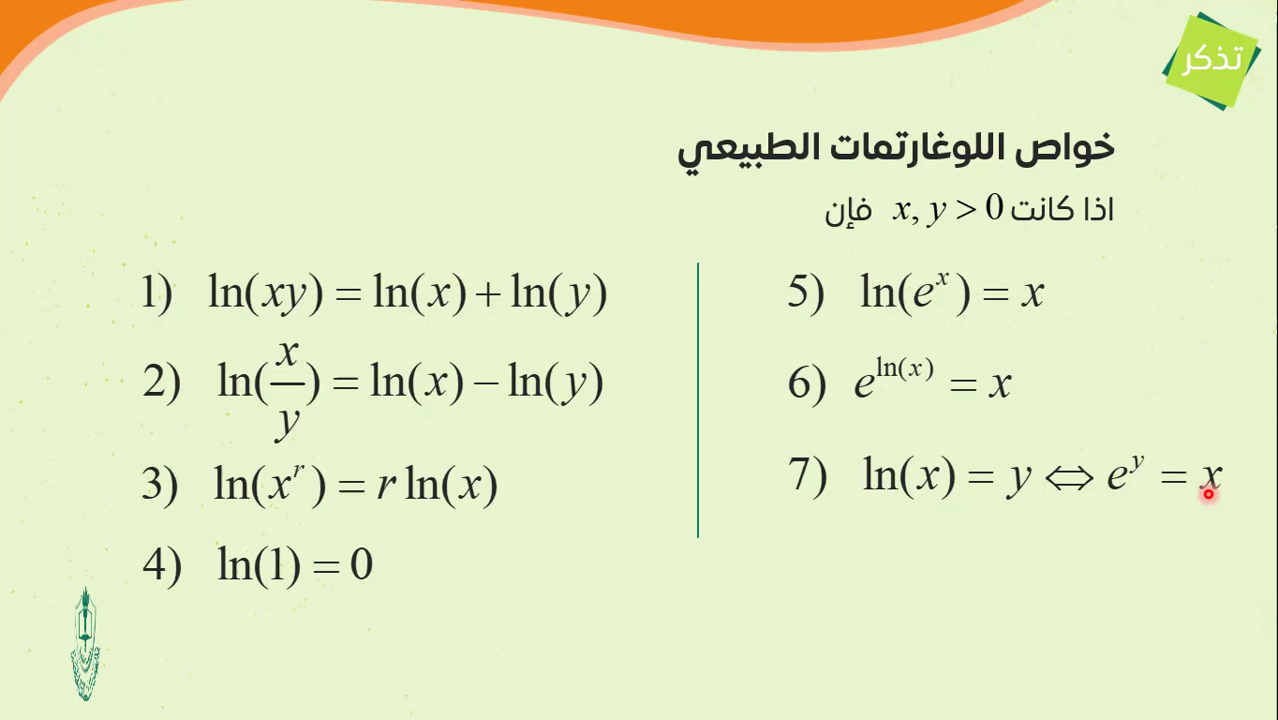 تذكر
خواص اللوغارتمات الطبيعي
اذا كانت x, y > 0 فإن
1) ln(xy) = ln(x) + ln(y)
2) ln(x/y) = ln(x) − ln(y)
3) ln(x^r) = r ln(x)
4) ln(1) = 0
5) ln(e^x) = x
6) e^ln(x) = x
7) ln(x) = y ⇔ e^y = x